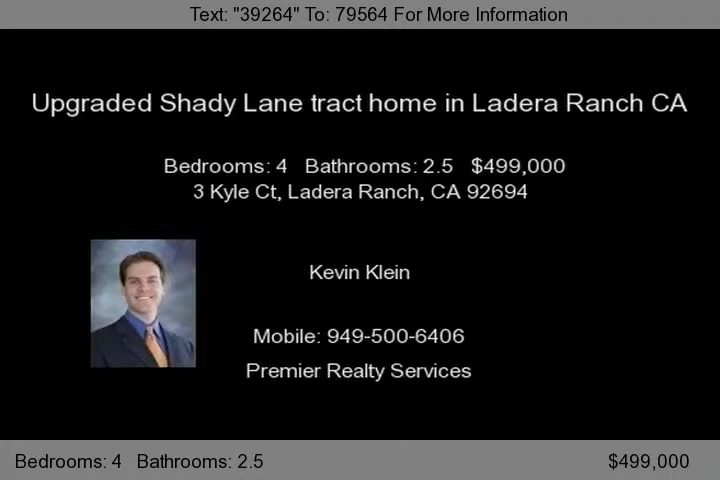 Text: "39264" To: 79564 For More Information
Upgraded Shady Lane tract home in Ladera Ranch CA
Bedrooms: 4 Bathrooms: 2.5 $499,000
3 Kyle Ct, Ladera Ranch, CA 92694
Kevin Klein
Mobile: 949-500-6406
Premier Realty Services
Bedrooms: 4 Bathrooms: 2.5 $499,000